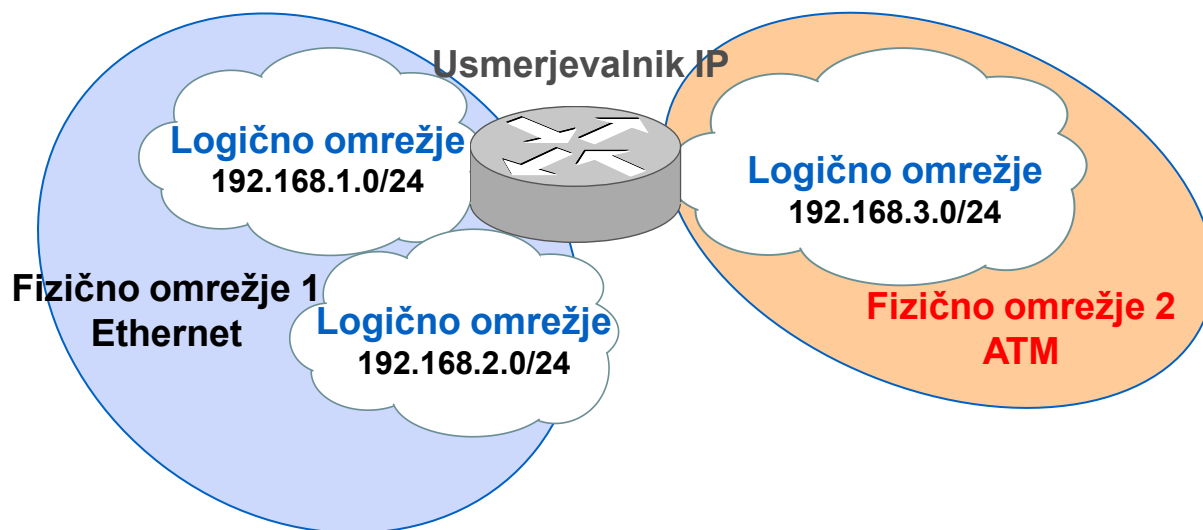 Usmerjevalnik IP
Logično omrežje
192.168.1.0/24
Logično omrežje
192.168.3.0/24
Fizično omrežje 1
Ethernet
Logično omrežje
192.168.2.0/24
Fizično omrežje 2
ATM